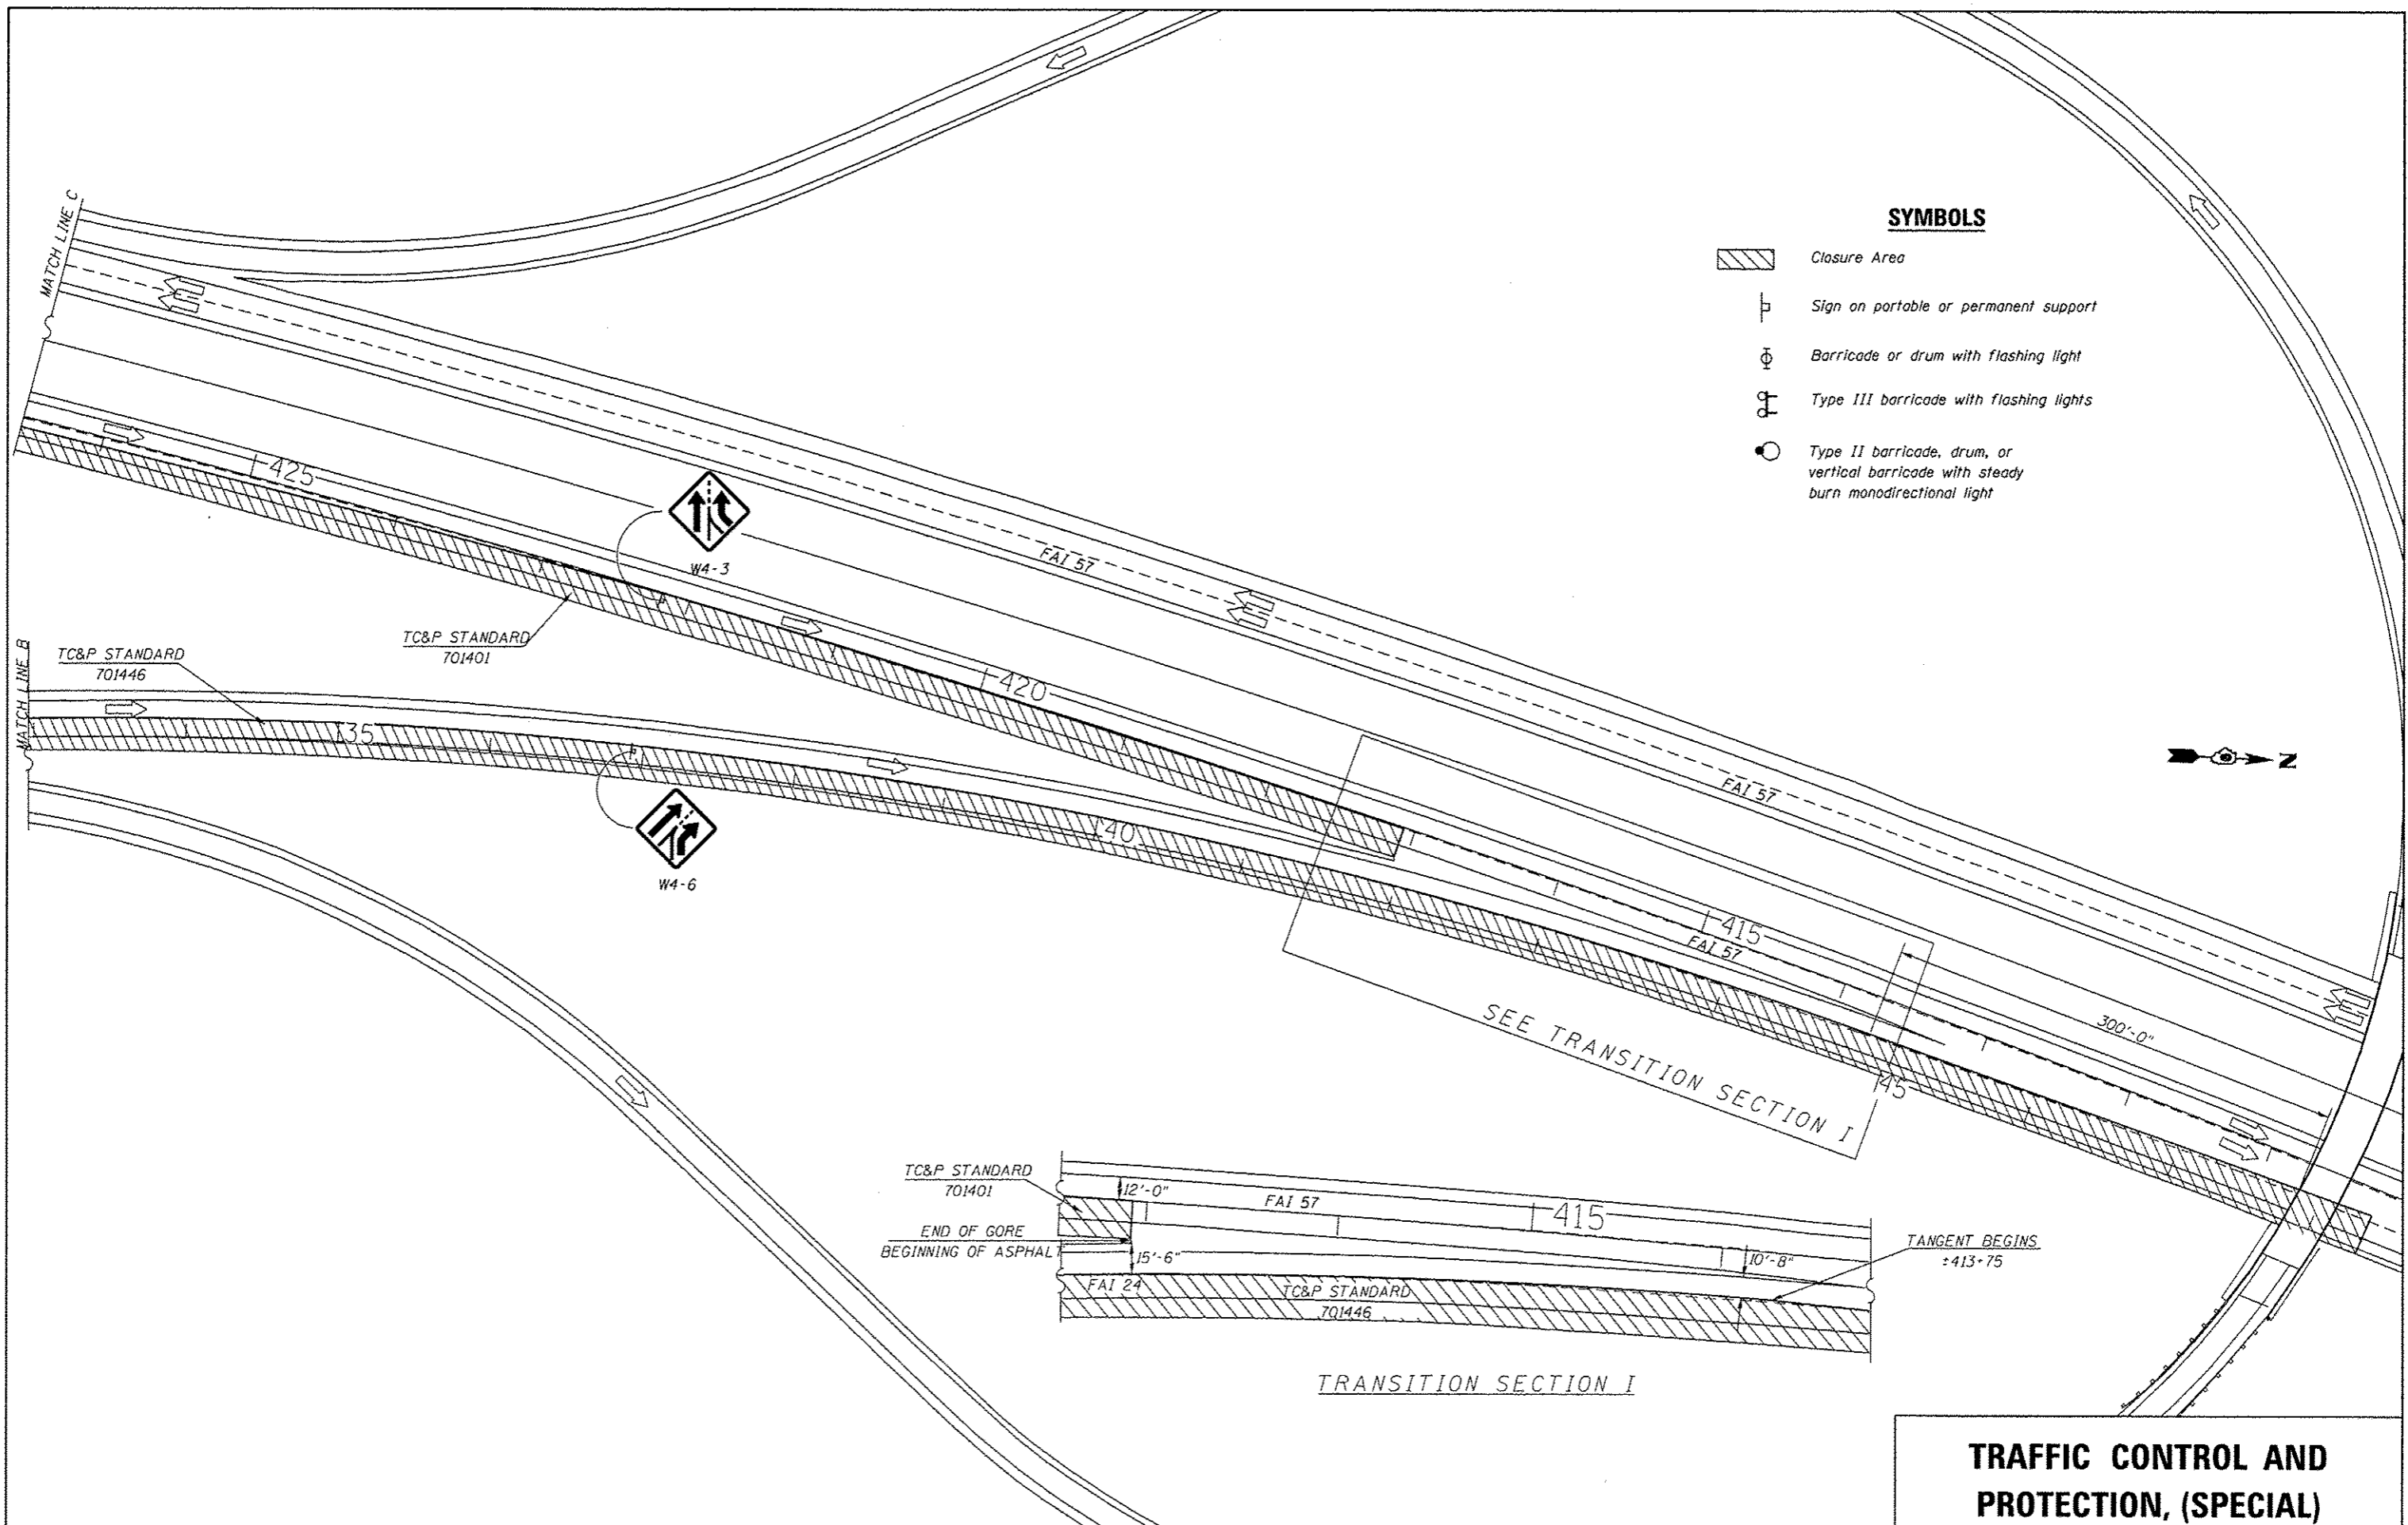 SYMBOLS
Closure Area
Sign on portable or permanent support
Barricade or drum with flashing light
Type III barricade with flashing lights
Type II barricade, drum, or
vertical barricade with steady
burn monodirectional light
MATCH LINE C
425
W4-3
FAI 57
TC&P STANDARD
701401
MATCH LINE B
TC&P STANDARD
701446
35
420
W4-6
40
FAI 57
N
415
FAI 57
300'-0"
SEE TRANSITION SECTION I
45
TC&P STANDARD
701401
12'-0"
FAI 57
415
END OF GORE
BEGINNING OF ASPHALT
15'-6"
10'-8"
TANGENT BEGINS
±413+75
FAI 24
TC&P STANDARD
701446
TRANSITION SECTION I
TRAFFIC CONTROL AND
PROTECTION, (SPECIAL)